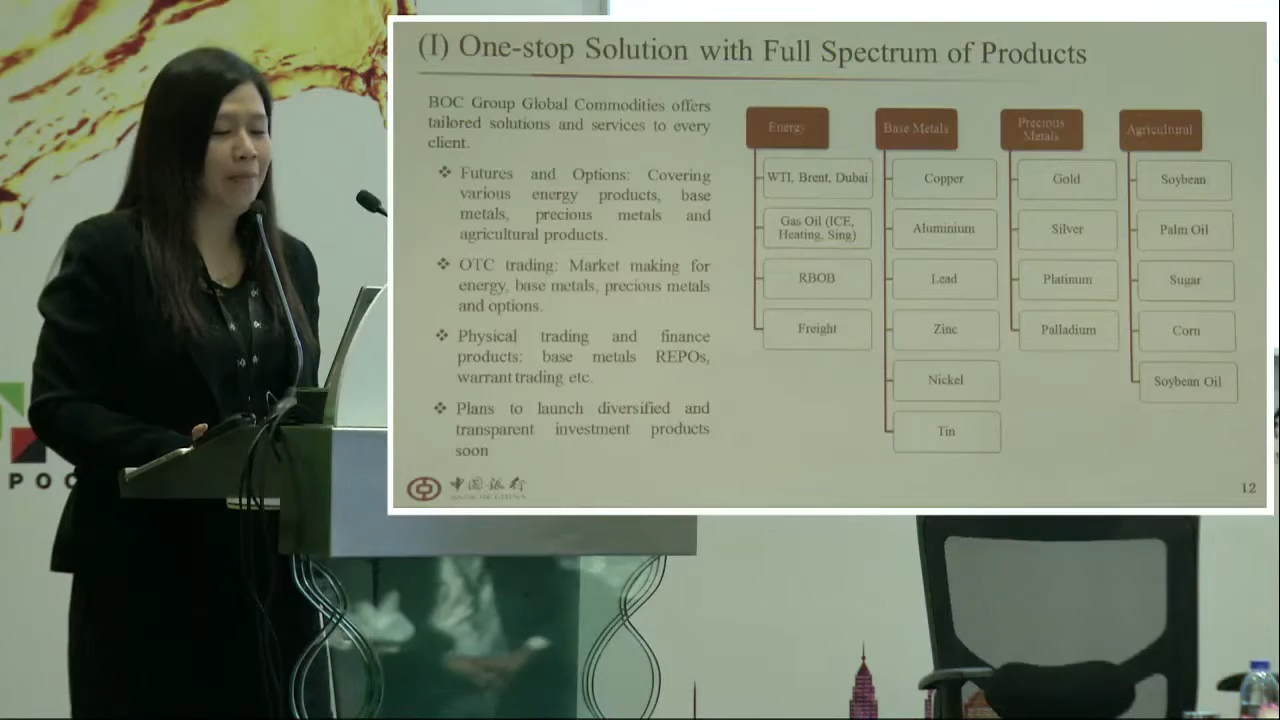 (I) One-stop Solution with Full Spectrum of Products
BOC Group Global Commodities offers
tailored solutions and services to every
client.
❖ Futures and Options: Covering
various energy products, base
metals, precious metals and
agricultural products.
❖ OTC trading: Market making for
energy, base metals, precious metals
and options.
❖ Physical trading and finance
products: base metals REPOs,
warrant trading etc.
❖ Plans to launch diversified and
transparent investment products
soon
Energy
WTI, Brent, Dubai
Gas Oil (ICE,
Heating, Sing)
RBOB
Freight
Base Metals
Copper
Aluminium
Lead
Zinc
Nickel
Tin
Precious
Metals
Gold
Silver
Platinum
Palladium
Agricultural
Soybean
Palm Oil
Sugar
Corn
Soybean Oil
中国银行
BANK OF CHINA
12
POC